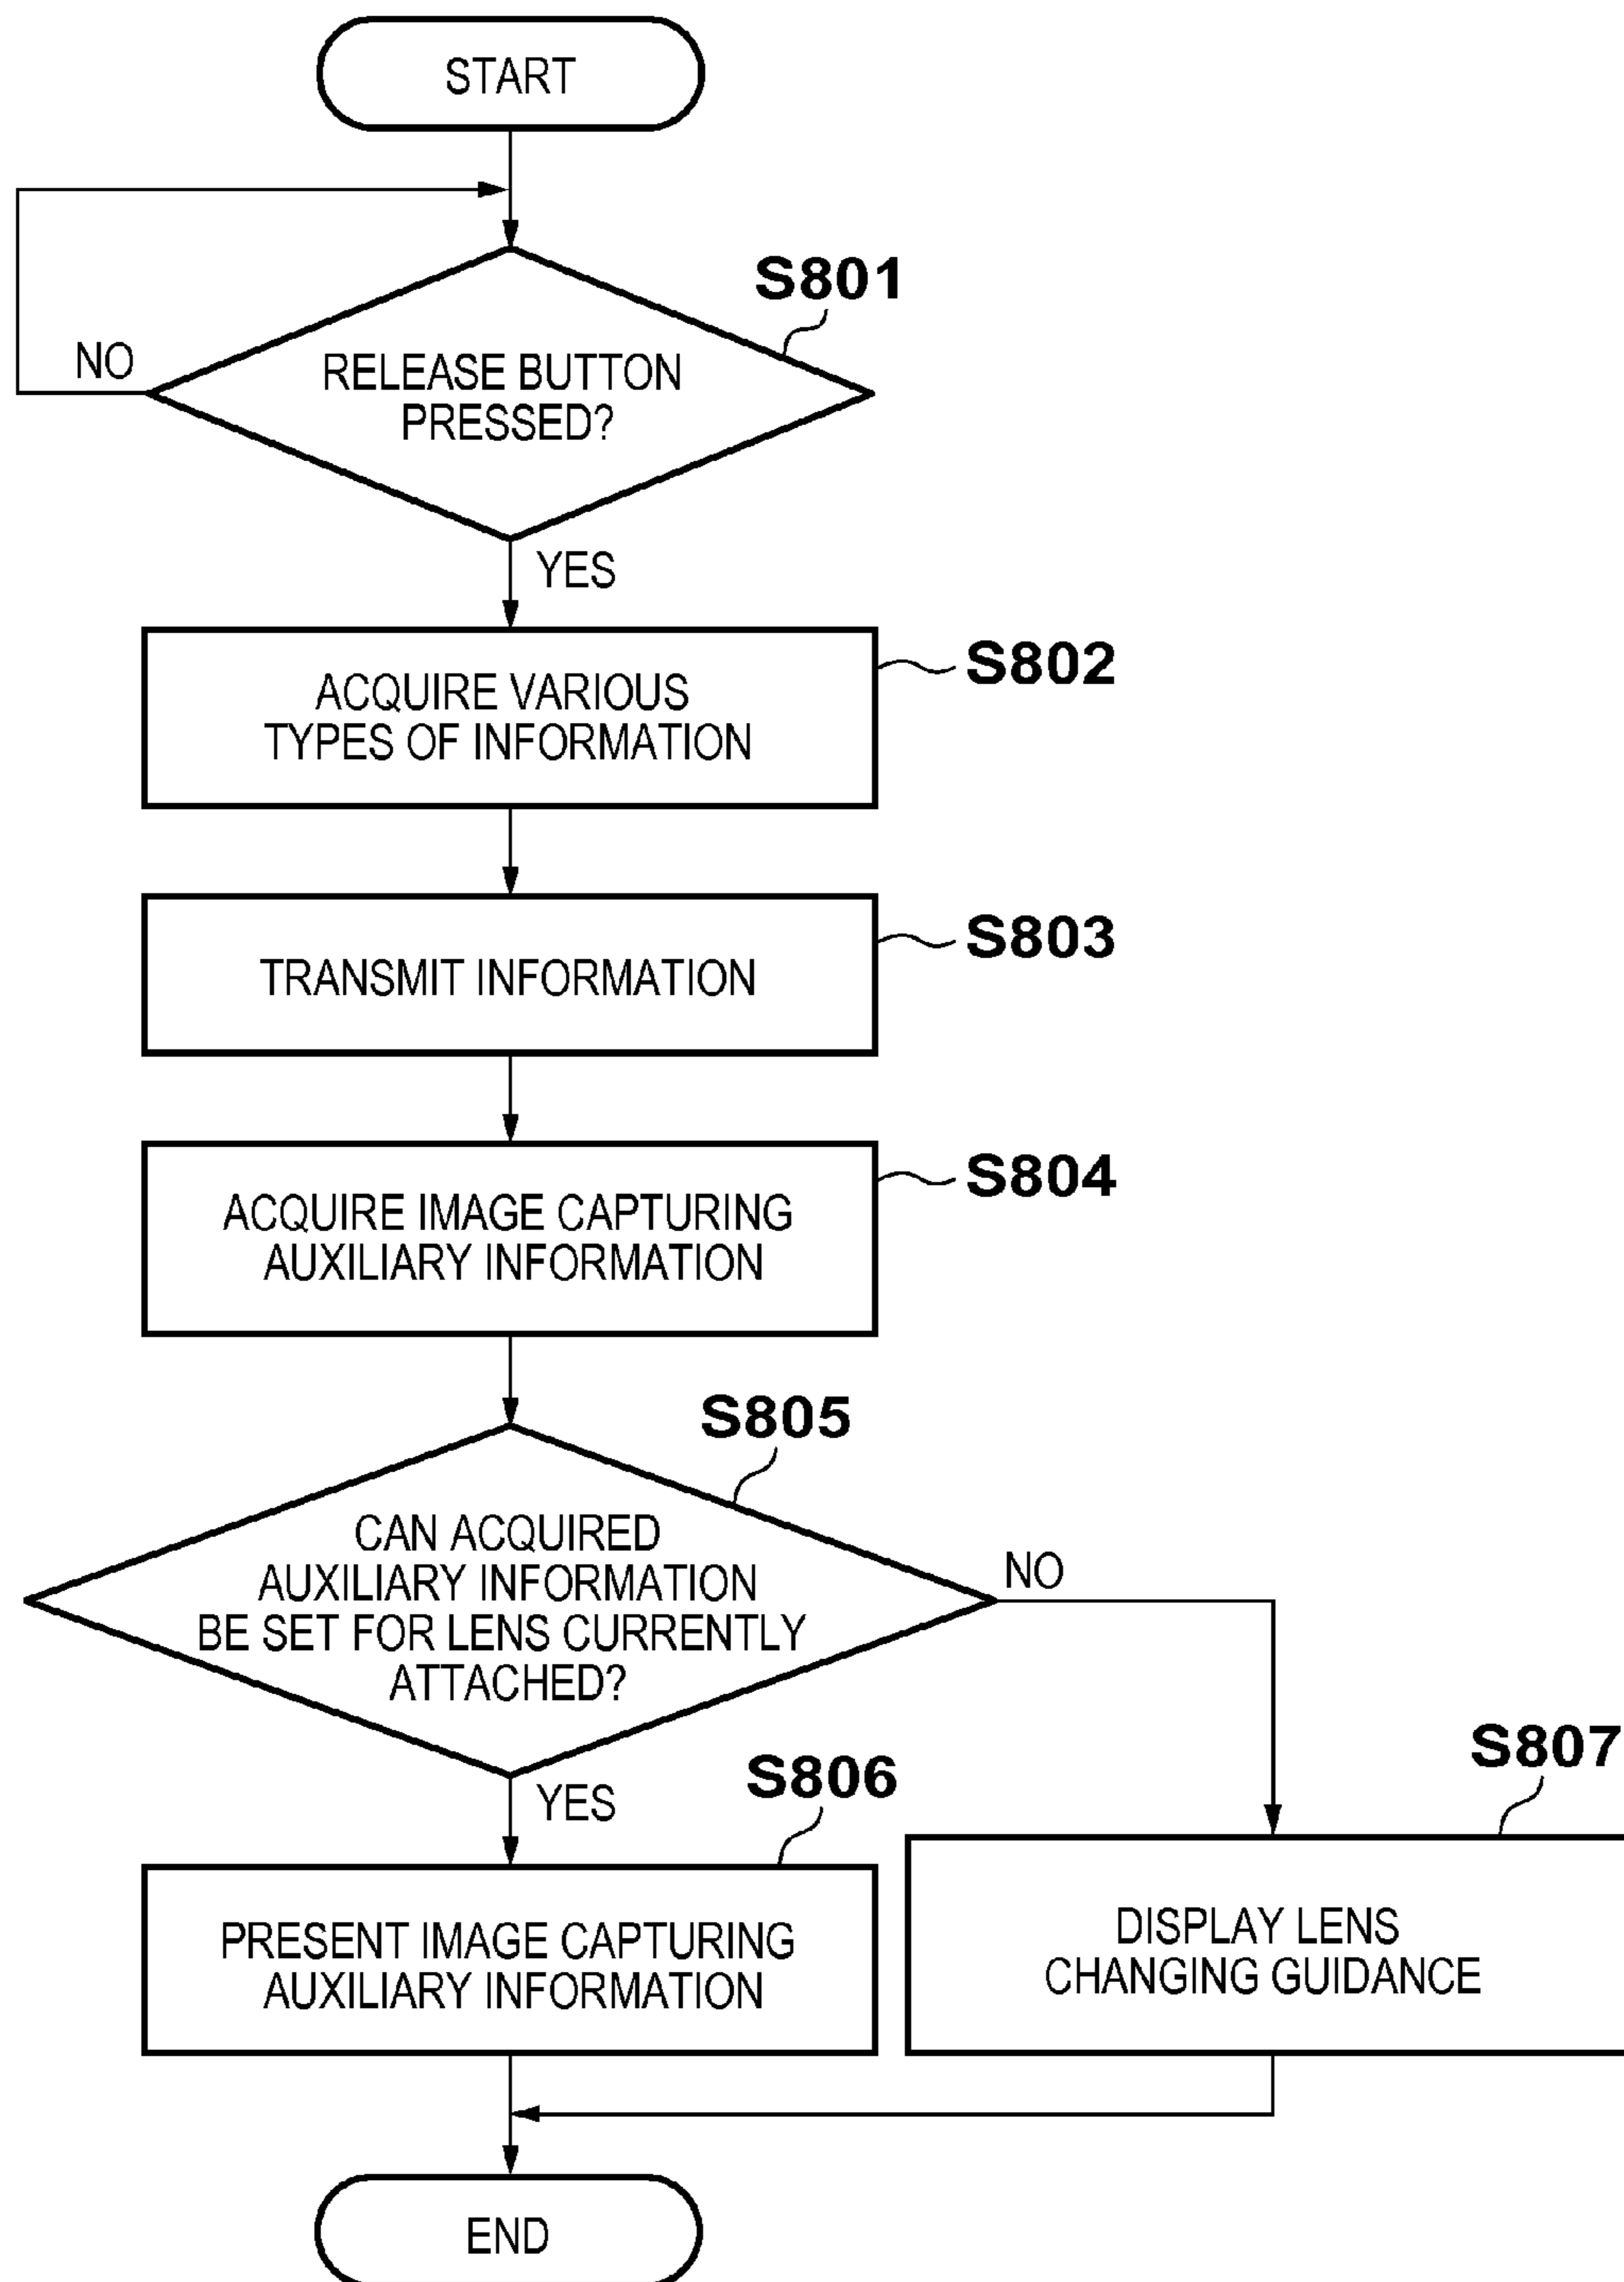 START
S801
NO
RELEASE BUTTON
PRESSED?
YES
S802
ACQUIRE VARIOUS
TYPES OF INFORMATION
S803
TRANSMIT INFORMATION
S804
ACQUIRE IMAGE CAPTURING
AUXILIARY INFORMATION
S805
CAN ACQUIRED
AUXILIARY INFORMATION
BE SET FOR LENS CURRENTLY
ATTACHED?
NO
YES
S806
S807
PRESENT IMAGE CAPTURING
AUXILIARY INFORMATION
DISPLAY LENS
CHANGING GUIDANCE
END